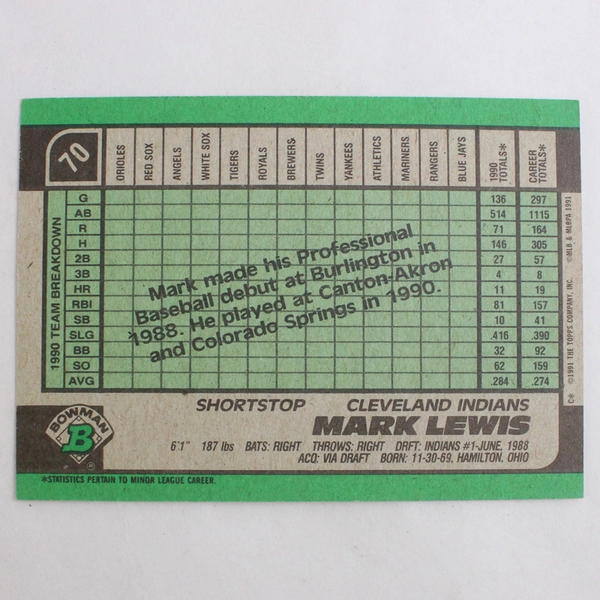 70
ORIOLES
RED SOX
ANGELS
WHITE SOX
TIGERS
ROYALS
BREWERS
TWINS
YANKEES
ATHLETICS
MARINERS
RANGERS
BLUE JAYS
1990 TOTALS*
CAREER TOTALS*
1990 TEAM BREAKDOWN
G 136 297
AB 514 1115
R 71 164
H 146 305
2B 27 57
3B 4 8
HR 11 19
RBI 81 157
SB 10 41
SLG .416 .390
BB 32 92
SO 62 159
AVG .284 .274
Mark made his Professional
Baseball debut at Burlington in
1988. He played at Canton-Akron
and Colorado Springs in 1990.
C* ©1991 THE TOPPS COMPANY, INC. ©MLB & MLBPA 1991
BOWMAN
B
®
SHORTSTOP CLEVELAND INDIANS
MARK LEWIS
6'1" 187 lbs BATS: RIGHT THROWS: RIGHT DRFT: INDIANS #1-JUNE, 1988
ACQ: VIA DRAFT BORN: 11-30-69, HAMILTON, OHIO
*STATISTICS PERTAIN TO MINOR LEAGUE CAREER.